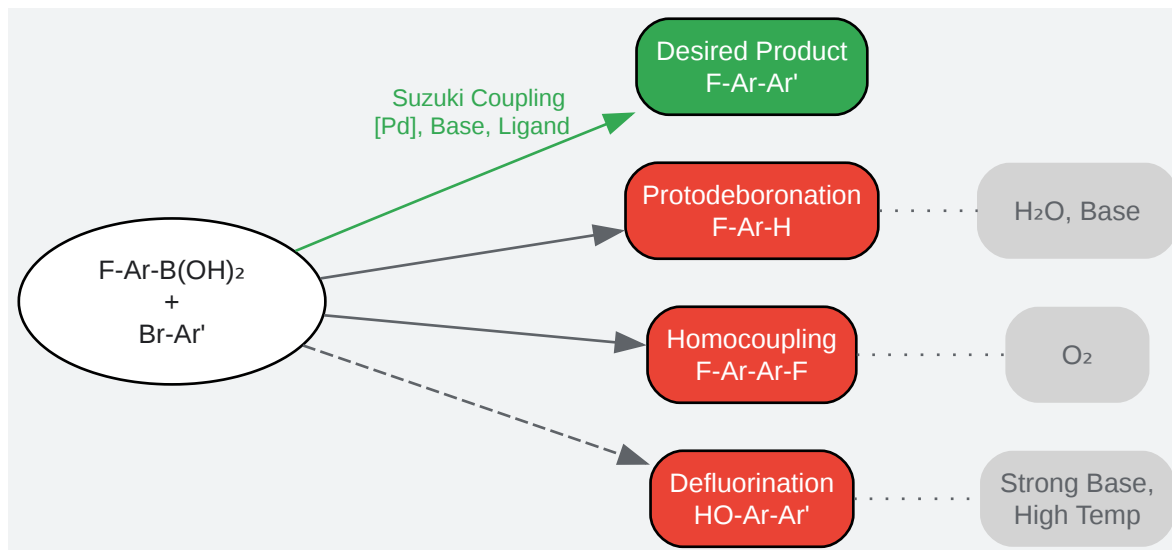 Desired Product
F-Ar-Ar'
Suzuki Coupling
[Pd], Base, Ligand
Protodeboronation
F-Ar-H
H₂O, Base
F-Ar-B(OH)₂
+
Br-Ar'
Homocoupling
F-Ar-Ar-F
O₂
Defluorination
HO-Ar-Ar'
Strong Base,
High Temp